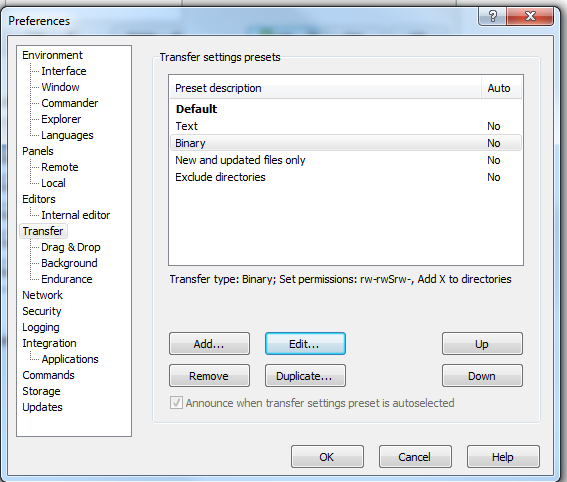 Preferences
Environment
Interface
Window
Commander
Explorer
Languages
Panels
Remote
Local
Editors
Internal editor
Transfer
Drag & Drop
Background
Endurance
Network
Security
Logging
Integration
Applications
Commands
Storage
Updates
Transfer settings presets
Preset description Auto
Default
Text No
Binary No
New and updated files only No
Exclude directories No
Transfer type: Binary; Set permissions: rw-rwSrw-, Add X to directories
Add... Edit... Up
Remove Duplicate... Down
Announce when transfer settings preset is autoselected
OK Cancel Help